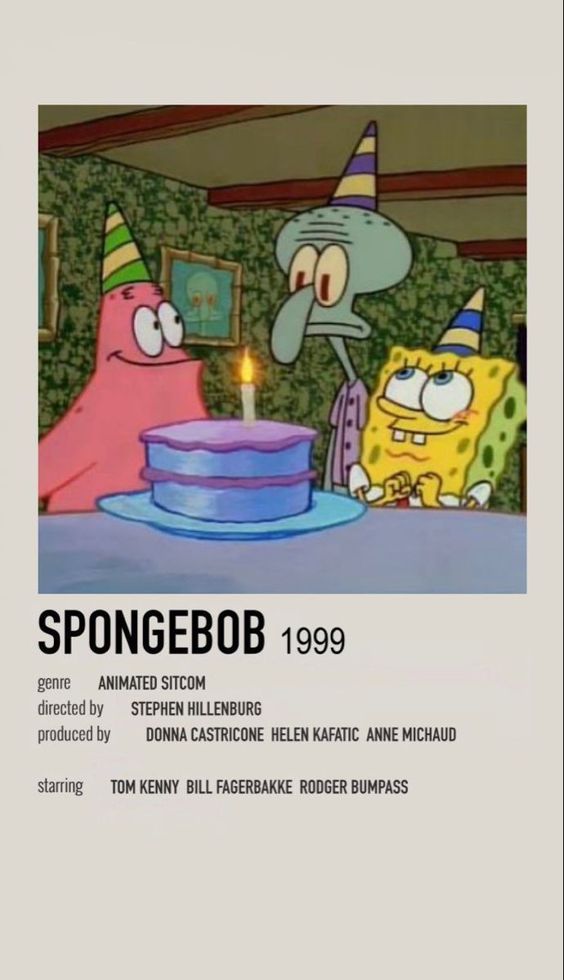 SPONGEBOB 1999
genre ANIMATED SITCOM
directed by STEPHEN HILLENBURG
produced by DONNA CASTRICONE HELEN KAFATIC ANNE MICHAUD
starring TOM KENNY BILL FAGERBAKKE RODGER BUMPASS